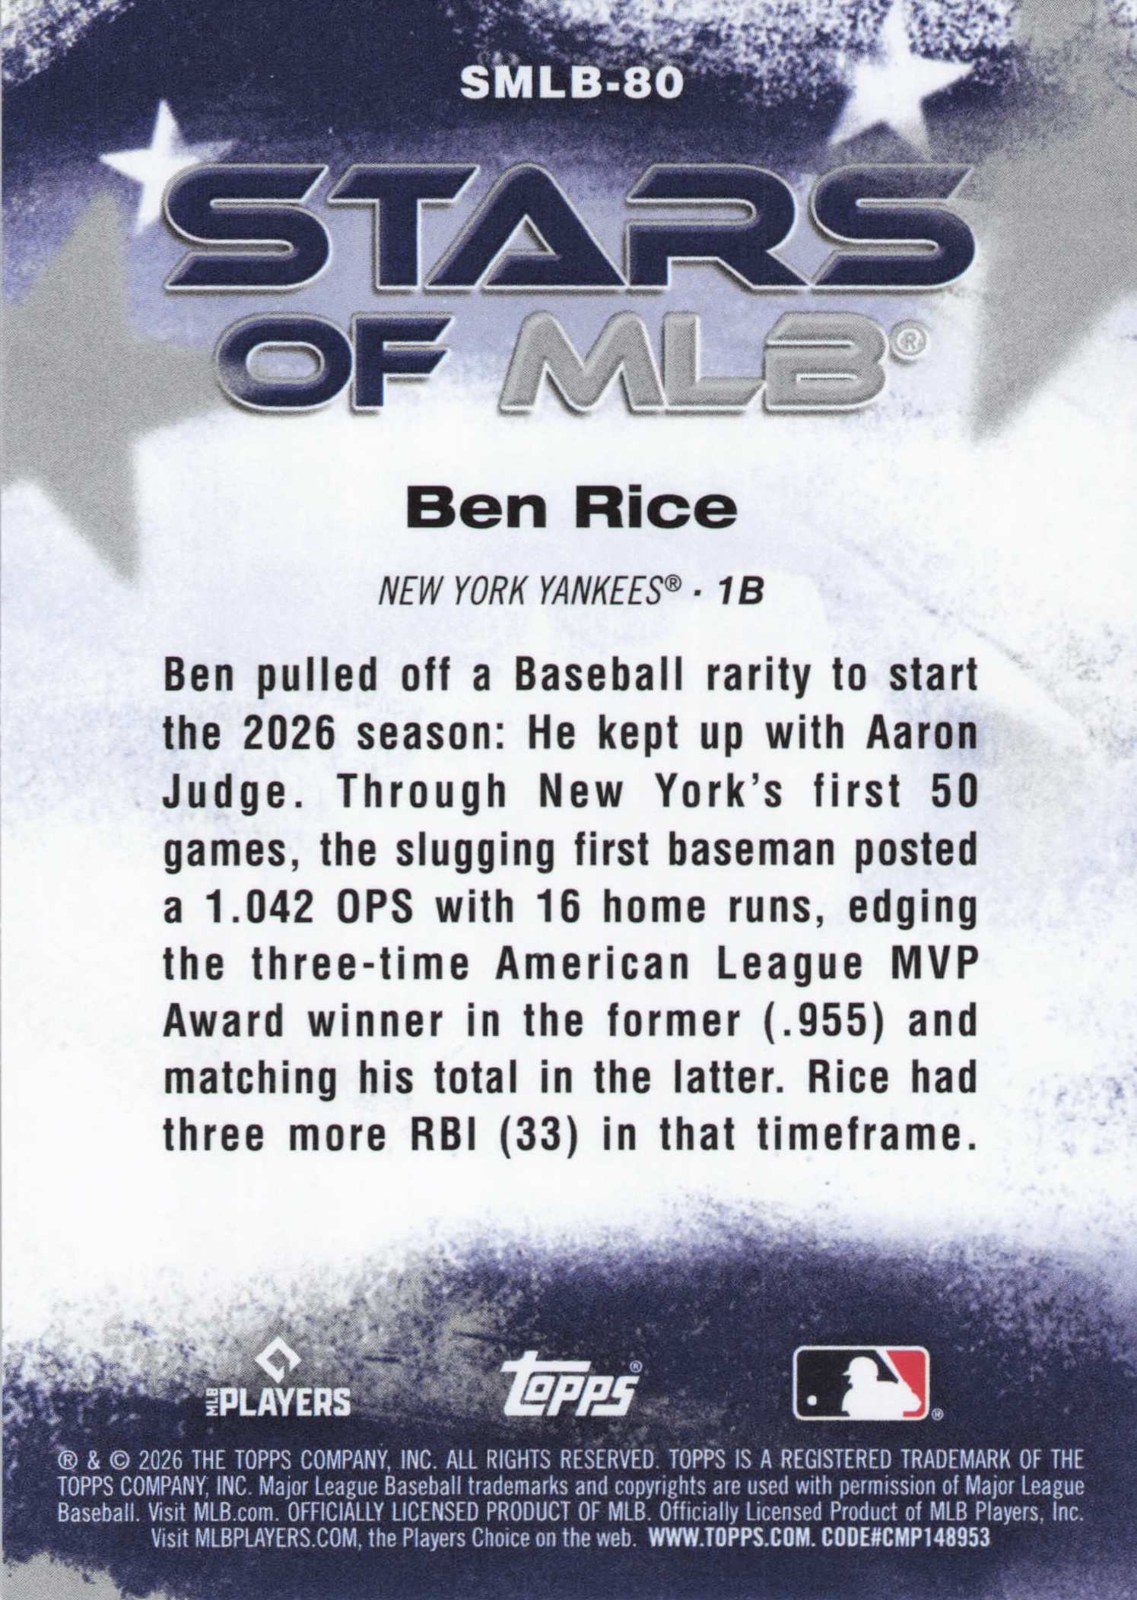 SMLB-80
STARS
OF MLB®
Ben Rice
NEW YORK YANKEES® · 1B
Ben pulled off a Baseball rarity to start
the 2026 season: He kept up with Aaron
Judge. Through New York's first 50
games, the slugging first baseman posted
a 1.042 OPS with 16 home runs, edging
the three-time American League MVP
Award winner in the former (.955) and
matching his total in the latter. Rice had
three more RBI (33) in that timeframe.
MLB PLAYERS
Topps®
®
® & © 2026 THE TOPPS COMPANY, INC. ALL RIGHTS RESERVED. TOPPS IS A REGISTERED TRADEMARK OF THE
TOPPS COMPANY, INC. Major League Baseball trademarks and copyrights are used with permission of Major League
Baseball. Visit MLB.com. OFFICIALLY LICENSED PRODUCT OF MLB. Officially Licensed Product of MLB Players, Inc.
Visit MLBPLAYERS.COM, the Players Choice on the web. WWW.TOPPS.COM. CODE#CMP148953